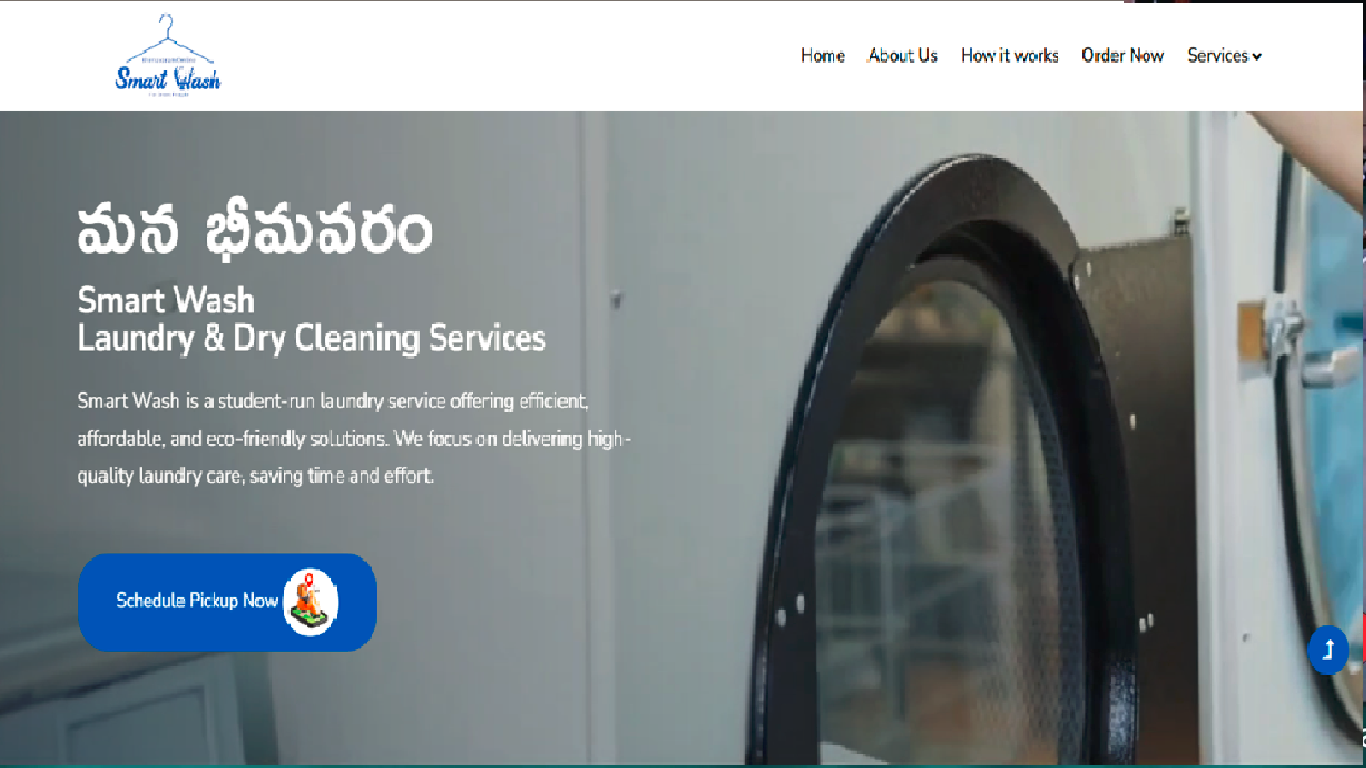 Smart Wash
Home About Us How it works Order Now Services
మన భీమవరం
Smart Wash
Laundry & Dry Cleaning Services
Smart Wash is a student-run laundry service offering efficient,
affordable, and eco-friendly solutions. We focus on delivering high-
quality laundry care, saving time and effort.
Schedule Pickup Now